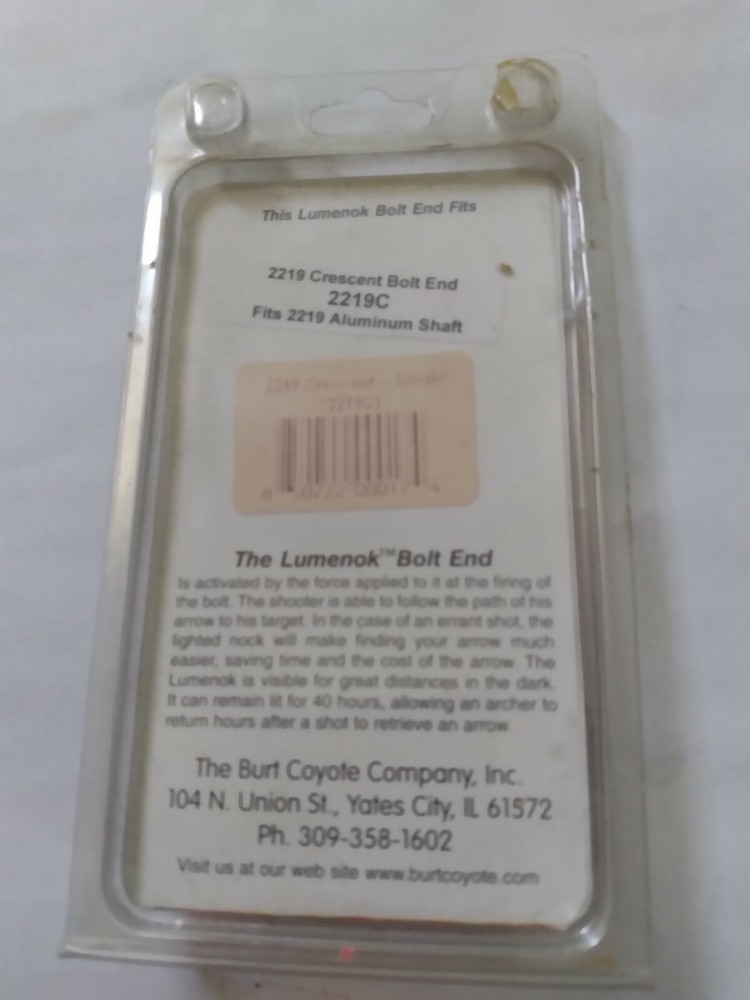 This Lumenok Bolt End Fits
2219 Crescent Bolt End
2219C
Fits 2219 Aluminum Shaft
2219 Crescent - Single
2219C1
The Lumenok™ Bolt End
Is activated by the force applied to it at the firing of
the bolt. The shooter is able to follow the path of his
arrow to his target. In the case of an errant shot, the
lighted nock will make finding your arrow much
easier, saving time and the cost of the arrow. The
Lumenok is visible for great distances in the dark.
It can remain lit for 40 hours, allowing an archer to
return hours after a shot to retrieve an arrow.
The Burt Coyote Company, Inc.
104 N. Union St., Yates City, IL 61572
Ph. 309-358-1602
Visit us at our web site www.burtcoyote.com